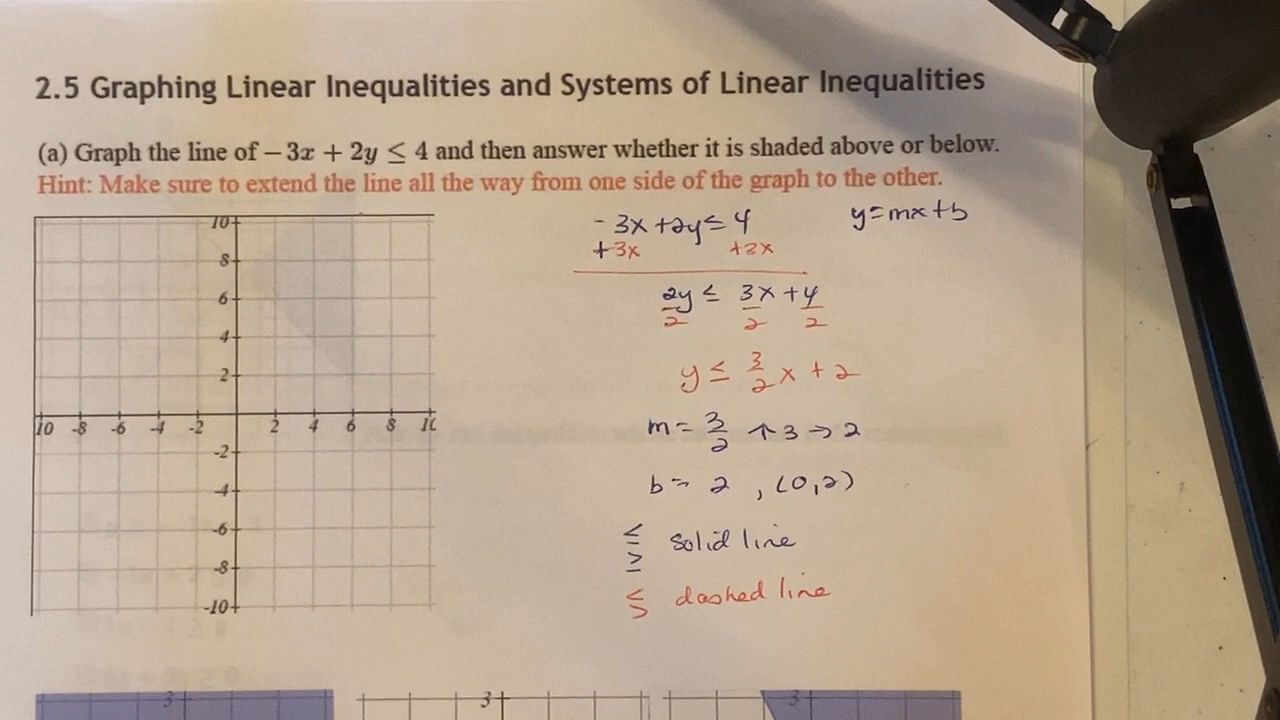 2.5 Graphing Linear Inequalities and Systems of Linear Inequalities
(a) Graph the line of −3x + 2y ≤ 4 and then answer whether it is shaded above or below.
Hint: Make sure to extend the line all the way from one side of the graph to the other.
10
8
6
4
2
10 -8 -6 -4 -2 2 4 6 8 10
-2
-4
-6
-8
-10
-3x +2y ≤ 4 y=mx+b
+3x +3x
2y ≤ 3x + 4
2 2 2
y ≤ 3/2 x + 2
m = 3/2 ↑3 → 2
b = 2 , (0,2)
≤ solid line
≥
< dashed line
>
3 3 3